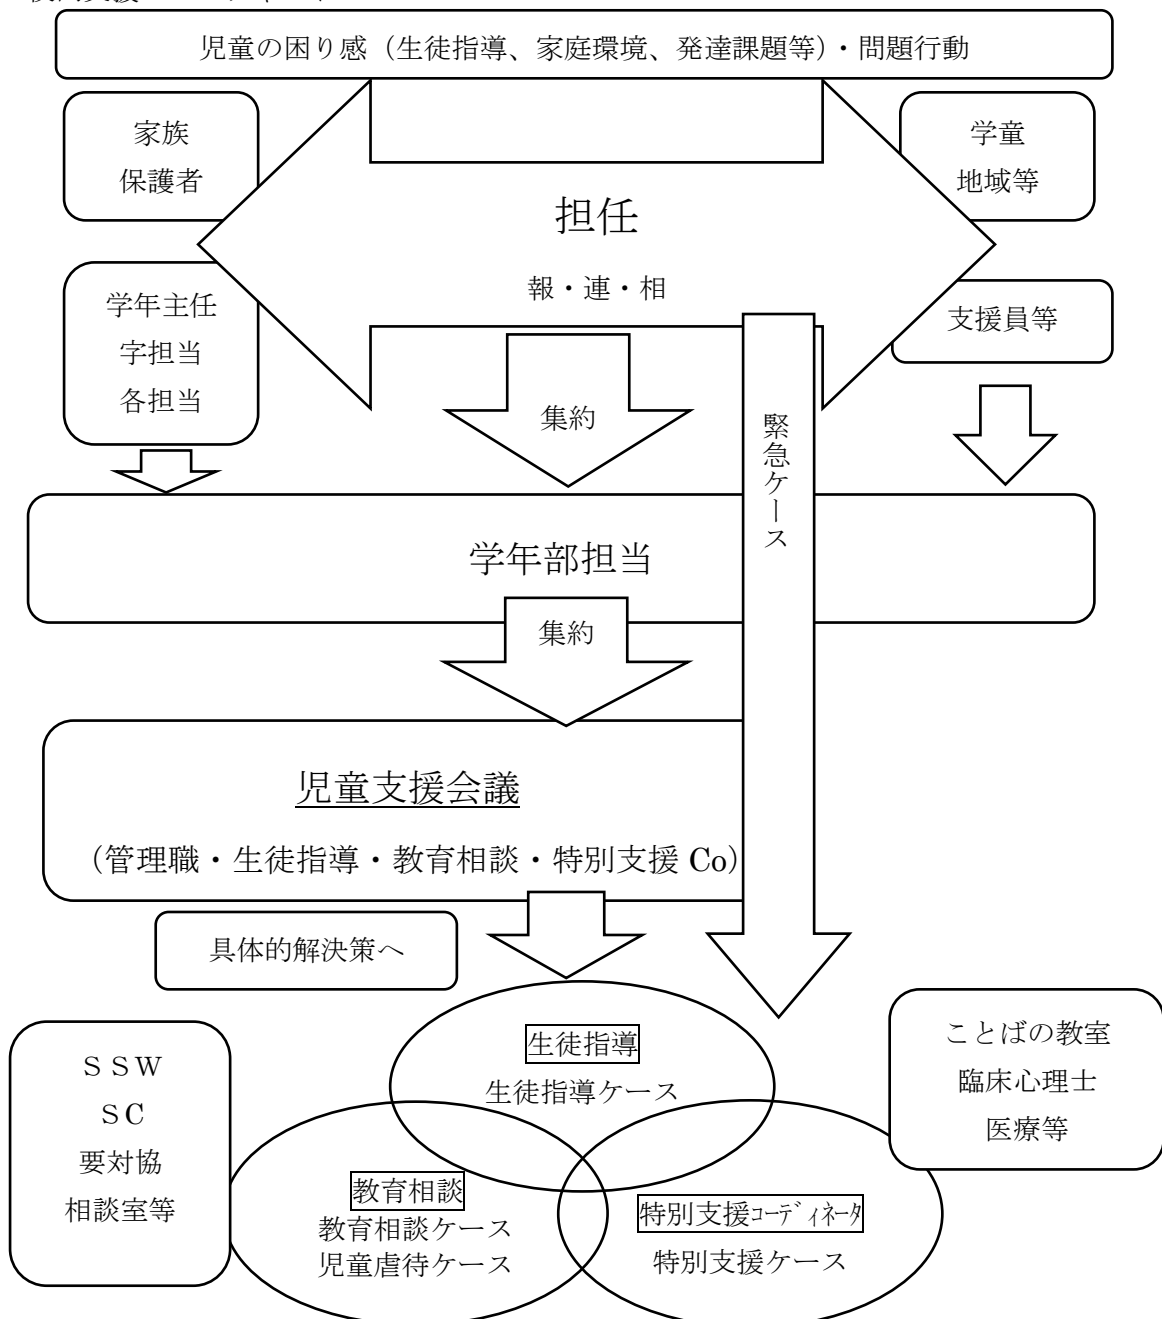 児童の困り感（生徒指導、家庭環境、発達課題等）・問題行動
家族
保護者
学童
地域等
担任
報・連・相
学年主任
字担当
各担当
支援員等
集約
緊急ケース
学年部担当
集約
児童支援会議
（管理職・生徒指導・教育相談・特別支援 Co）
具体的解決策へ
生徒指導
生徒指導ケース
ＳＳＷ
ＳＣ
要対協
相談室等
ことばの教室
臨床心理士
医療等
教育相談
教育相談ケース
児童虐待ケース
特別支援ｺｰﾃﾞｨﾈｰﾀ
特別支援ケース